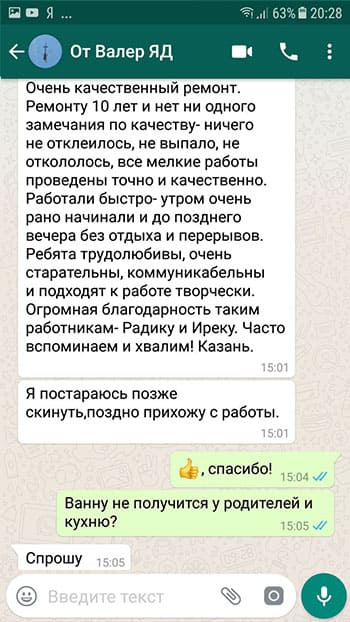 Я ... 63% 20:28
От Валер ЯД
Очень качественный ремонт.
Ремонту 10 лет и нет ни одного
замечания по качеству- ничего
не отклеилось, не выпало, не
откололось, все мелкие работы
проведены точно и качественно.
Работали быстро- утром очень
рано начинали и до позднего
вечера без отдыха и перерывов.
Ребята трудолюбивы, очень
старательны, коммуникабельны
и подходят к работе творчески.
Огромная благодарность таким
работникам- Радику и Иреку. Часто
вспоминаем и хвалим! Казань.
15:01
Я постараюсь позже
скинуть,поздно прихожу с работы.
15:01
👍, спасибо! 15:04
Ванну не получится у родителей и
кухню?
15:05
Спрошу 15:05
Введите текст